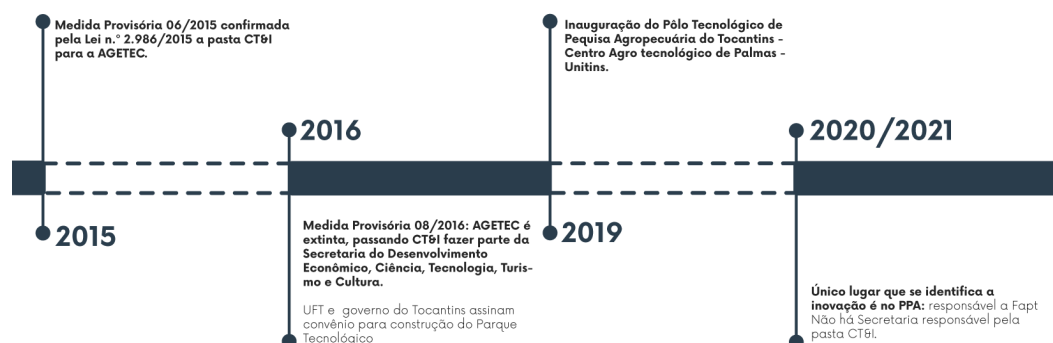 Medida Provisória 06/2015 confirmada
pela Lei n.º 2.986/2015 a pasta CT&I
para a AGETEC.
2015
2016
Medida Provisória 08/2016: AGETEC é
extinta, passando CT&I fazer parte da
Secretaria do Desenvolvimento
Econômico, Ciência, Tecnologia, Turis-
mo e Cultura.
UFT e governo do Tocantins assinam
convênio para construção do Parque
Tecnológico
Inauguração do Pólo Tecnológico de
Pequisa Agropecuária do Tocantins -
Centro Agro tecnológico de Palmas -
Unitins.
2019
2020/2021
Único lugar que se identifica a
inovação é no PPA: responsável a Fapt
Não há Secretaria responsável pela
pasta CT&I.